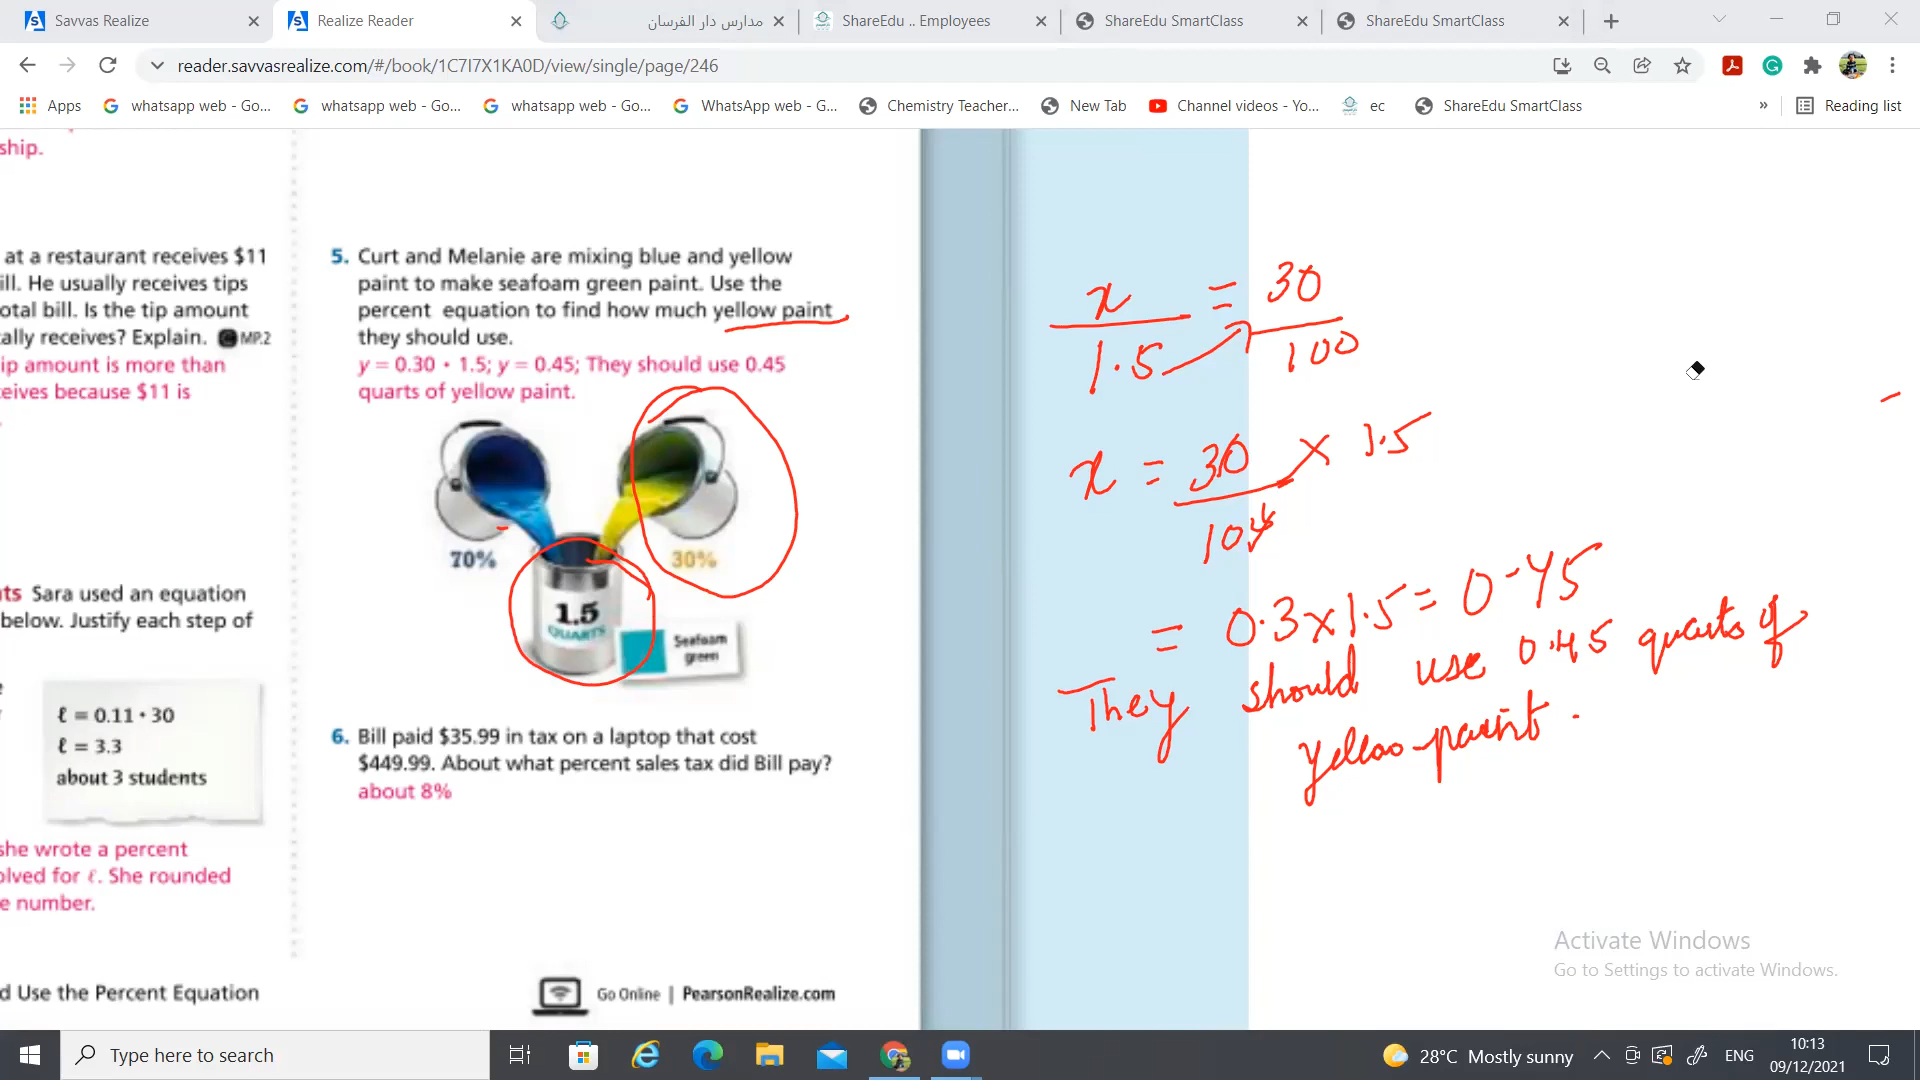 Savvas Realize
Realize Reader
مدارس دار الفرسان
ShareEdu .. Employees
ShareEdu SmartClass
ShareEdu SmartClass
reader.savvasrealize.com/#/book/1C7I7X1KA0D/view/single/page/246
Apps
whatsapp web - Go...
whatsapp web - Go...
whatsapp web - Go...
WhatsApp web - G...
Chemistry Teacher...
New Tab
Channel videos - Yo...
ec
ShareEdu SmartClass
»
Reading list
ship.
at a restaurant receives $11
ill. He usually receives tips
otal bill. Is the tip amount
ally receives? Explain. MP.2
ip amount is more than
eives because $11 is
nts Sara used an equation
below. Justify each step of
ℓ = 0.11 • 30
ℓ = 3.3
about 3 students
she wrote a percent
olved for ℓ. She rounded
e number.
d Use the Percent Equation
5. Curt and Melanie are mixing blue and yellow
paint to make seafoam green paint. Use the
percent equation to find how much yellow paint
they should use.
y = 0.30 • 1.5; y = 0.45; They should use 0.45
quarts of yellow paint.
70%
30%
1.5
QUARTS
Seafoam
green
6. Bill paid $35.99 in tax on a laptop that cost
$449.99. About what percent sales tax did Bill pay?
about 8%
Go Online | PearsonRealize.com
x = 30
1.5 100
x = 30 × 1.5
100
= 0.3 x 1.5 = 0.45
They should use 0.45 quarts of
yellow paint.
Activate Windows
Go to Settings to activate Windows.
Type here to search
28°C Mostly sunny
ENG
10:13
09/12/2021